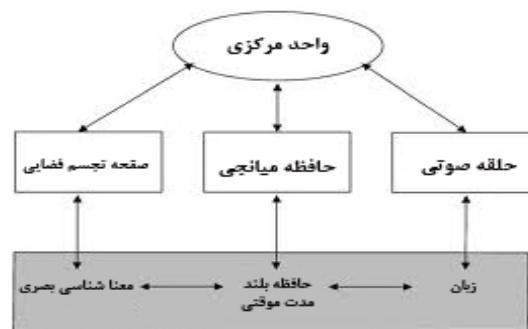 واحد مرکزی
حلقه صوتی
حافظه میانجی
صفحه تجسم فضایی
زبان
حافظه بلند
مدت موقتی
معنا شناسی بصری